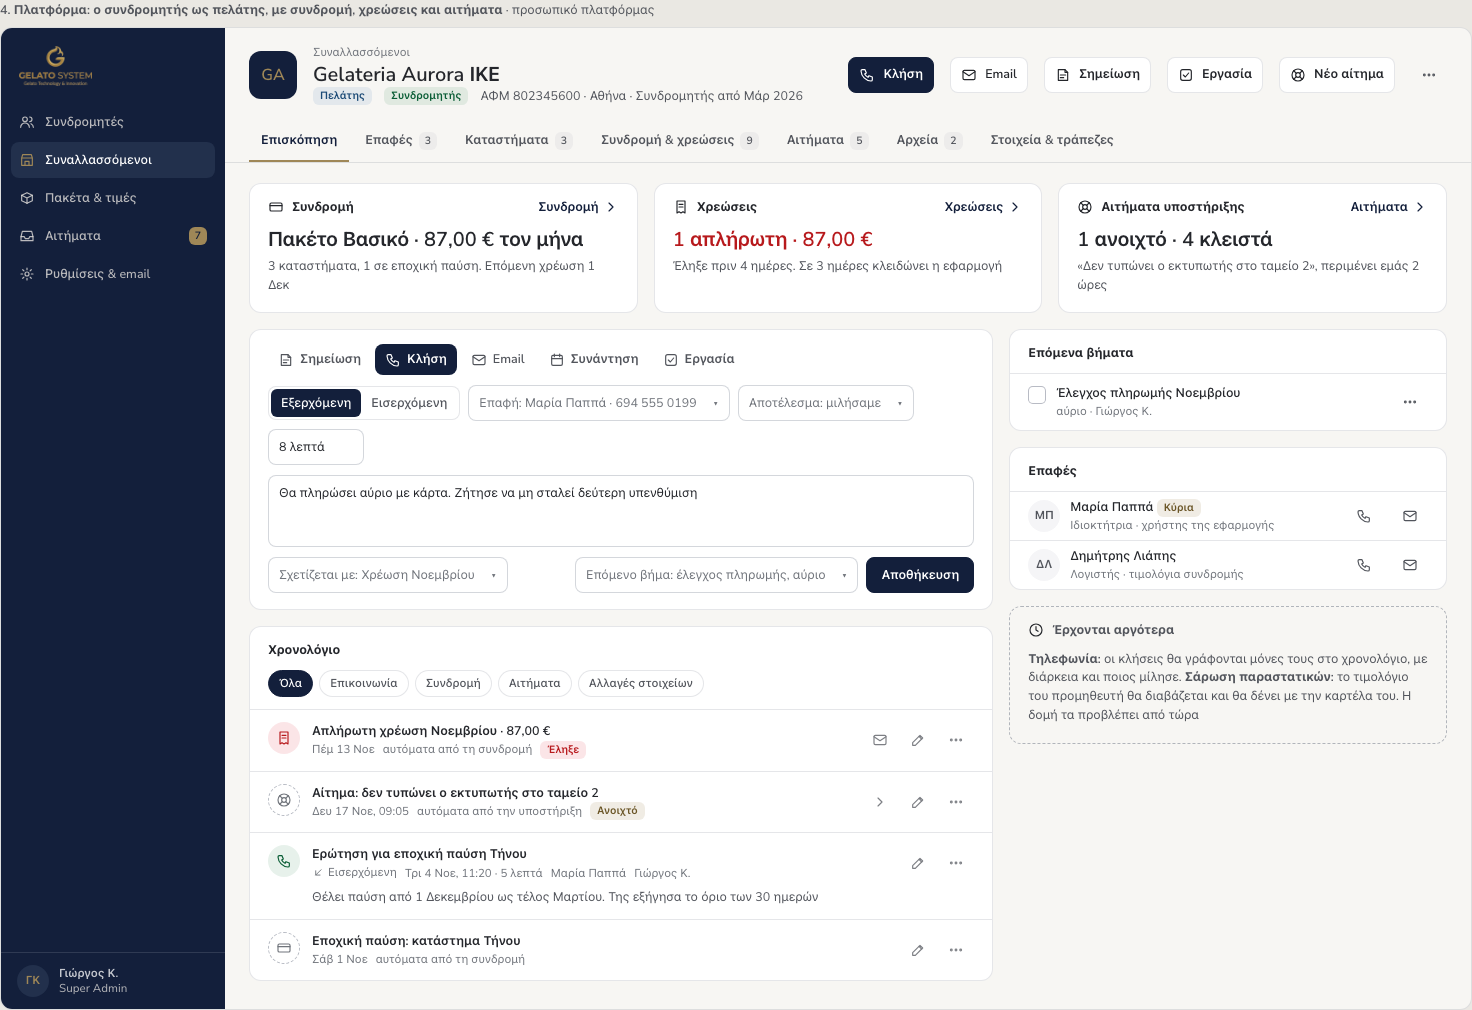 4. Πλατφόρμα: ο συνδρομητής ως πελάτης, με συνδρομή, χρεώσεις και αιτήματα · προσωπικό πλατφόρμας
GELATO SYSTEM
Gelato Technology & Innovation
Συνδρομητές
Συναλλασσόμενοι
Πακέτα & τιμές
Αιτήματα 7
Ρυθμίσεις & email
ΓΚ
Γιώργος Κ.
Super Admin
GA
Συναλλασσόμενοι
Gelateria Aurora ΙΚΕ
Πελάτης Συνδρομητής ΑΦΜ 802345600 · Αθήνα · Συνδρομητής από Μάρ 2026
Κλήση Email Σημείωση Εργασία Νέο αίτημα
Επισκόπηση Επαφές 3 Καταστήματα 3 Συνδρομή & χρεώσεις 9 Αιτήματα 5 Αρχεία 2 Στοιχεία & τράπεζες
Συνδρομή Συνδρομή
Πακέτο Βασικό · 87,00 € τον μήνα
3 καταστήματα, 1 σε εποχική παύση. Επόμενη χρέωση 1
Δεκ
Χρεώσεις Χρεώσεις
1 απλήρωτη · 87,00 €
Έληξε πριν 4 ημέρες. Σε 3 ημέρες κλειδώνει η εφαρμογή
Αιτήματα υποστήριξης Αιτήματα
1 ανοιχτό · 4 κλειστά
«Δεν τυπώνει ο εκτυπωτής στο ταμείο 2», περιμένει εμάς 2
ώρες
Σημείωση Κλήση Email Συνάντηση Εργασία
Εξερχόμενη Εισερχόμενη Επαφή: Μαρία Παππά · 694 555 0199 Αποτέλεσμα: μιλήσαμε
8 λεπτά
Θα πληρώσει αύριο με κάρτα. Ζήτησε να μη σταλεί δεύτερη υπενθύμιση
Σχετίζεται με: Χρέωση Νοεμβρίου Επόμενο βήμα: έλεγχος πληρωμής, αύριο Αποθήκευση
Χρονολόγιο
Όλα Επικοινωνία Συνδρομή Αιτήματα Αλλαγές στοιχείων
Απλήρωτη χρέωση Νοεμβρίου · 87,00 €
Πέμ 13 Νοε αυτόματα από τη συνδρομή Έληξε
Αίτημα: δεν τυπώνει ο εκτυπωτής στο ταμείο 2
Δευ 17 Νοε, 09:05 αυτόματα από την υποστήριξη Ανοιχτό
Ερώτηση για εποχική παύση Τήνου
Εισερχόμενη Τρι 4 Νοε, 11:20 · 5 λεπτά Μαρία Παππά Γιώργος Κ.
Θέλει παύση από 1 Δεκεμβρίου ως τέλος Μαρτίου. Της εξήγησα το όριο των 30 ημερών
Εποχική παύση: κατάστημα Τήνου
Σάβ 1 Νοε αυτόματα από τη συνδρομή
Επόμενα βήματα
Έλεγχος πληρωμής Νοεμβρίου
αύριο · Γιώργος Κ.
Επαφές
ΜΠ
Μαρία Παππά Κύρια
Ιδιοκτήτρια · χρήστης της εφαρμογής
ΔΛ
Δημήτρης Λιάπης
Λογιστής · τιμολόγια συνδρομής
Έρχονται αργότερα
Τηλεφωνία: οι κλήσεις θα γράφονται μόνες τους στο χρονολόγιο, με
διάρκεια και ποιος μίλησε. Σάρωση παραστατικών: το τιμολόγιο
του προμηθευτή θα διαβάζεται και θα δένει με την καρτέλα του. Η
δομή τα προβλέπει από τώρα